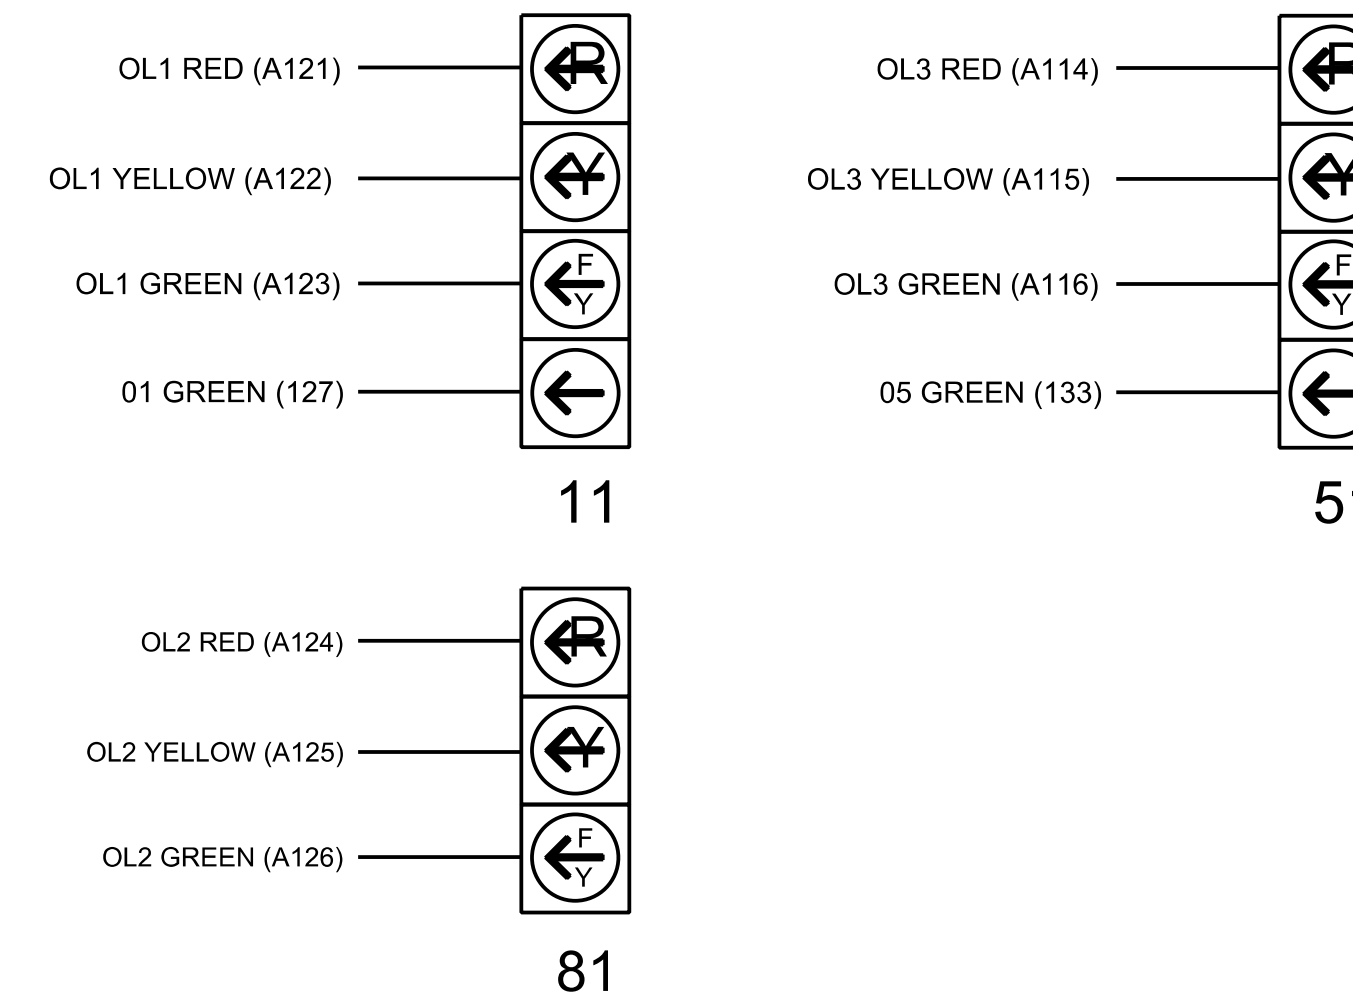 OL1 RED (A121)
R
OL1 YELLOW (A122)
Y
OL1 GREEN (A123)
F
Y
01 GREEN (127)
11
OL3 RED (A114)
R
OL3 YELLOW (A115)
Y
OL3 GREEN (A116)
F
Y
05 GREEN (133)
OL2 RED (A124)
R
OL2 YELLOW (A125)
Y
OL2 GREEN (A126)
F
Y
81